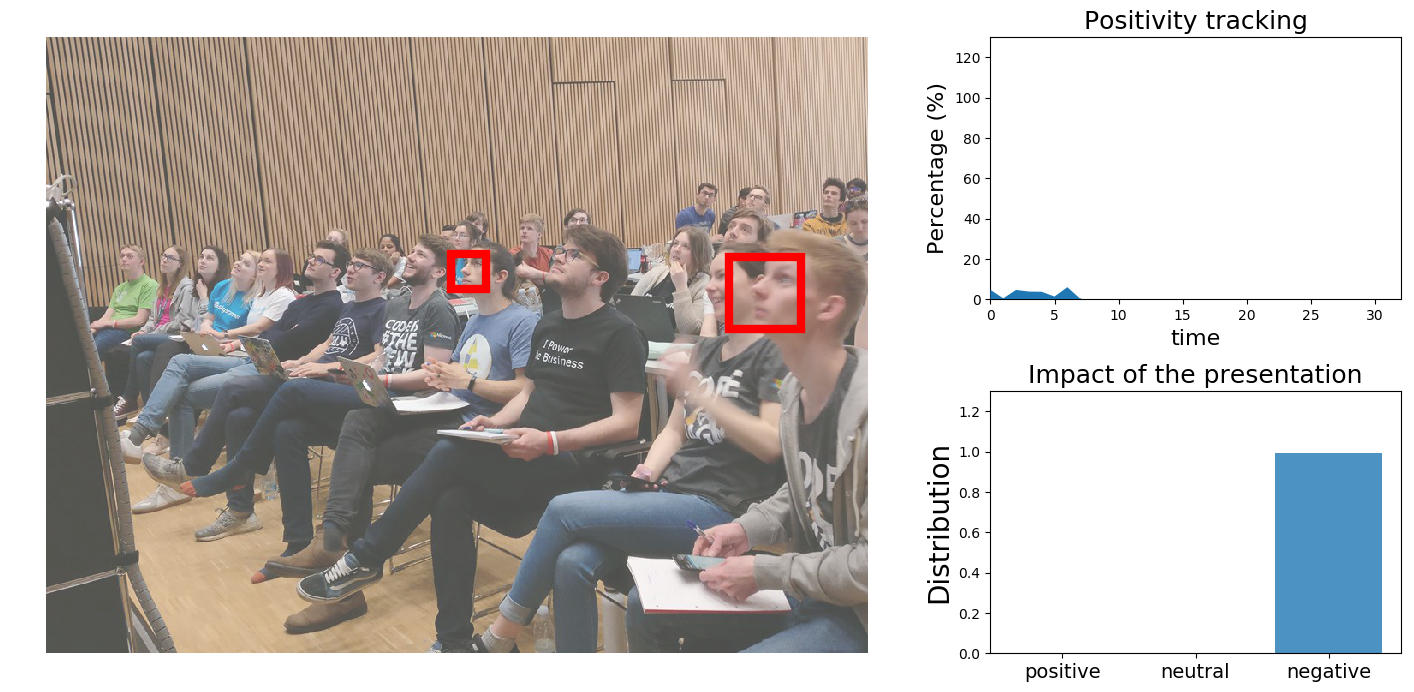 Positivity tracking
Percentage (%)
120
100
80
60
40
20
0
0 5 10 15 20 25 30
time
Impact of the presentation
Distribution
1.2
1.0
0.8
0.6
0.4
0.2
0.0
positive neutral negative
CODE
THE
I Power
Business
CODE